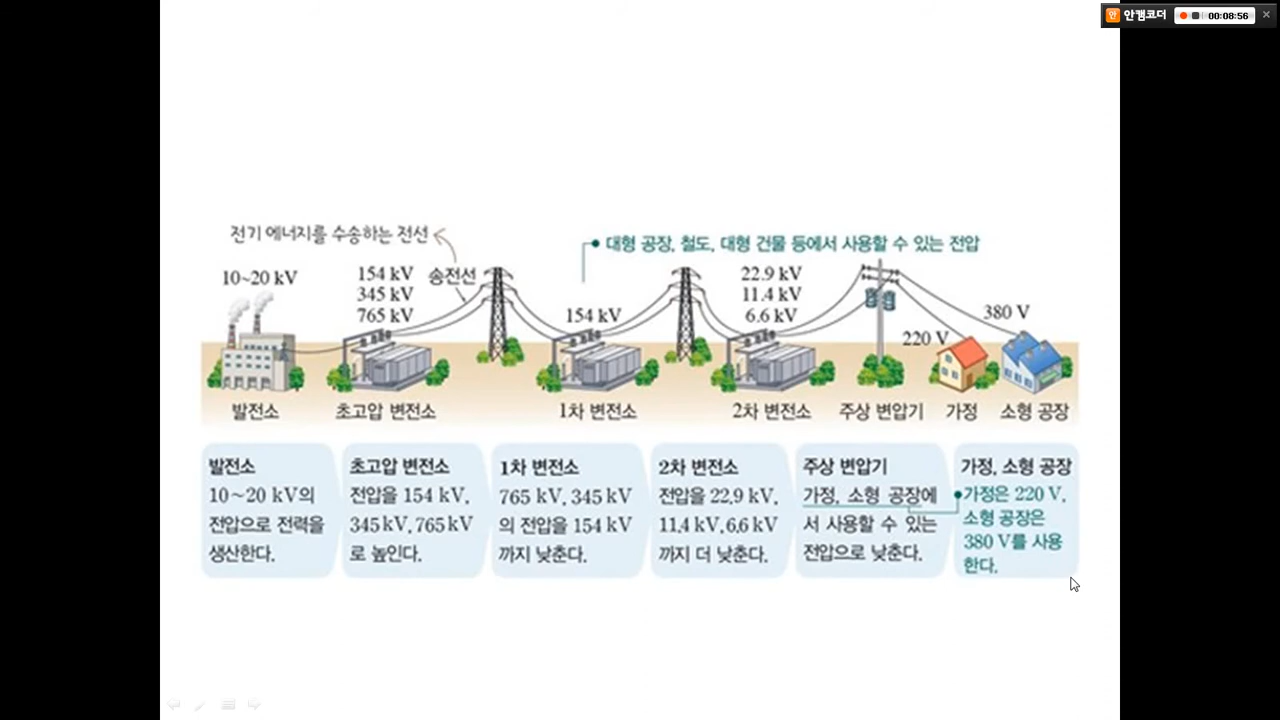 안캠코더 00:08:56
전기 에너지를 수송하는 전선
대형 공장, 철도, 대형 건물 등에서 사용할 수 있는 전압
10~20 kV
154 kV
345 kV
765 kV
송전선
154 kV
22.9 kV
11.4 kV
6.6 kV
220 V
380 V
발전소
초고압 변전소
1차 변전소
2차 변전소
주상 변압기
가정
소형 공장
발전소
10~20 kV의
전압으로 전력을
생산한다.
초고압 변전소
전압을 154 kV,
345 kV, 765 kV
로 높인다.
1차 변전소
765 kV, 345 kV
의 전압을 154 kV
까지 낮춘다.
2차 변전소
전압을 22.9 kV,
11.4 kV, 6.6 kV
까지 더 낮춘다.
주상 변압기
가정, 소형 공장에
서 사용할 수 있는
전압으로 낮춘다.
가정, 소형 공장
가정은 220 V,
소형 공장은
380 V를 사용
한다.